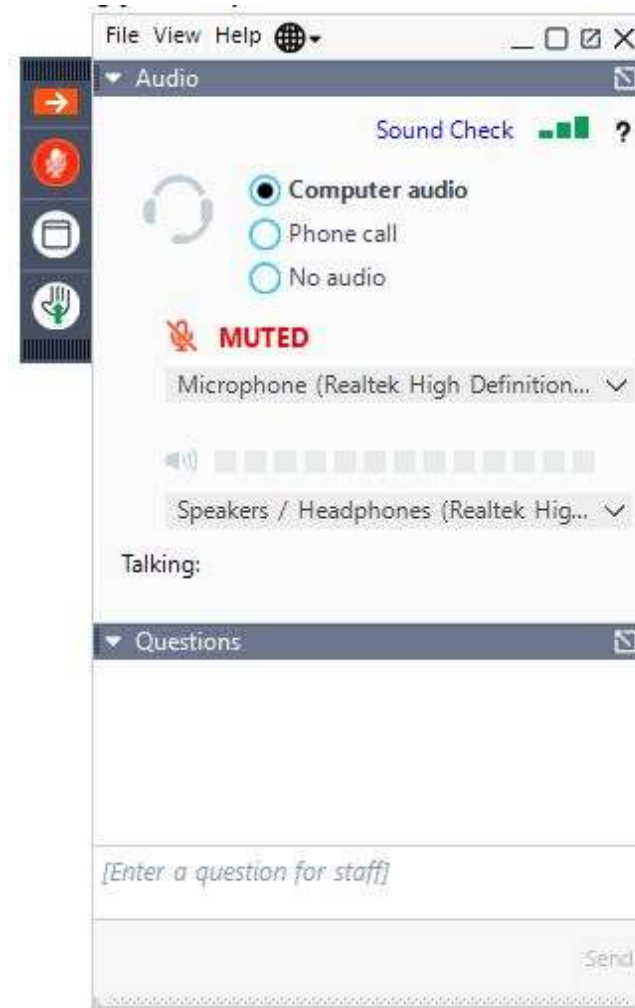 File View Help
Audio
Sound Check ?
Computer audio
Phone call
No audio
MUTED
Microphone (Realtek High Definition...
Speakers / Headphones (Realtek Hig...
Talking:
Questions
[Enter a question for staff]
Send